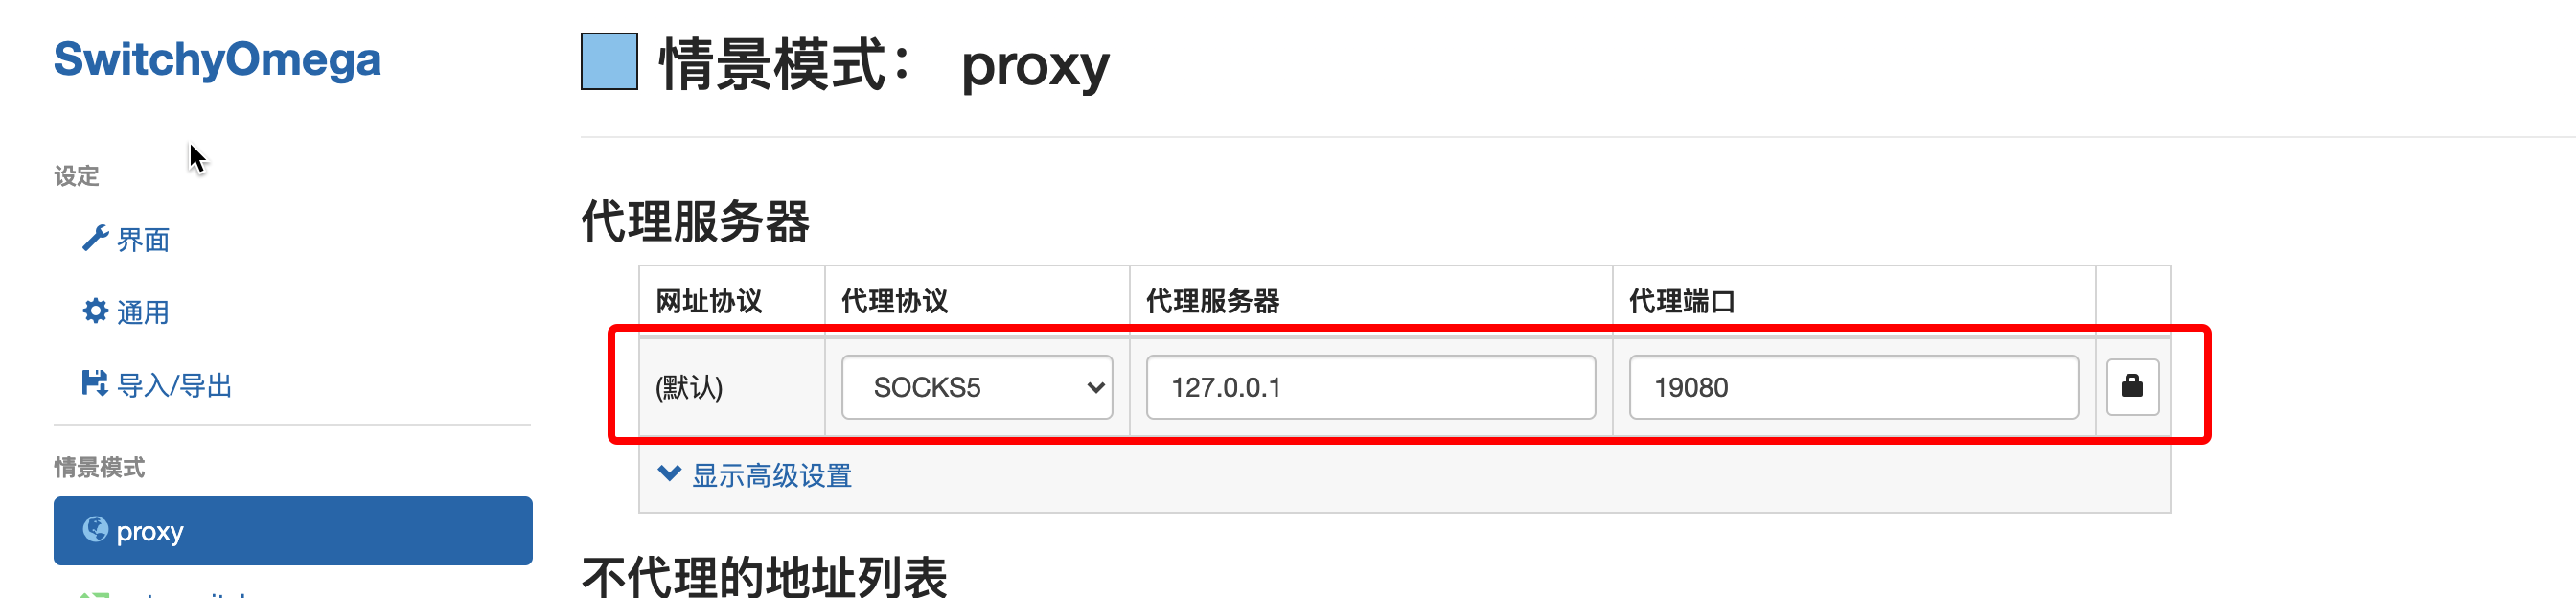 SwitchyOmega
设定
界面
通用
导入/导出
情景模式
proxy
情景模式： proxy
代理服务器
网址协议 代理协议 代理服务器 代理端口
(默认) SOCKS5 127.0.0.1 19080
显示高级设置
不代理的地址列表